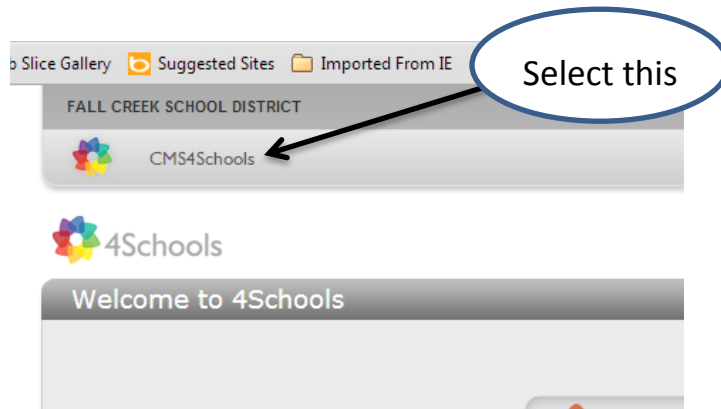 Slice Gallery Suggested Sites Imported From IE
Select this
FALL CREEK SCHOOL DISTRICT
CMS4Schools
4Schools
Welcome to 4Schools